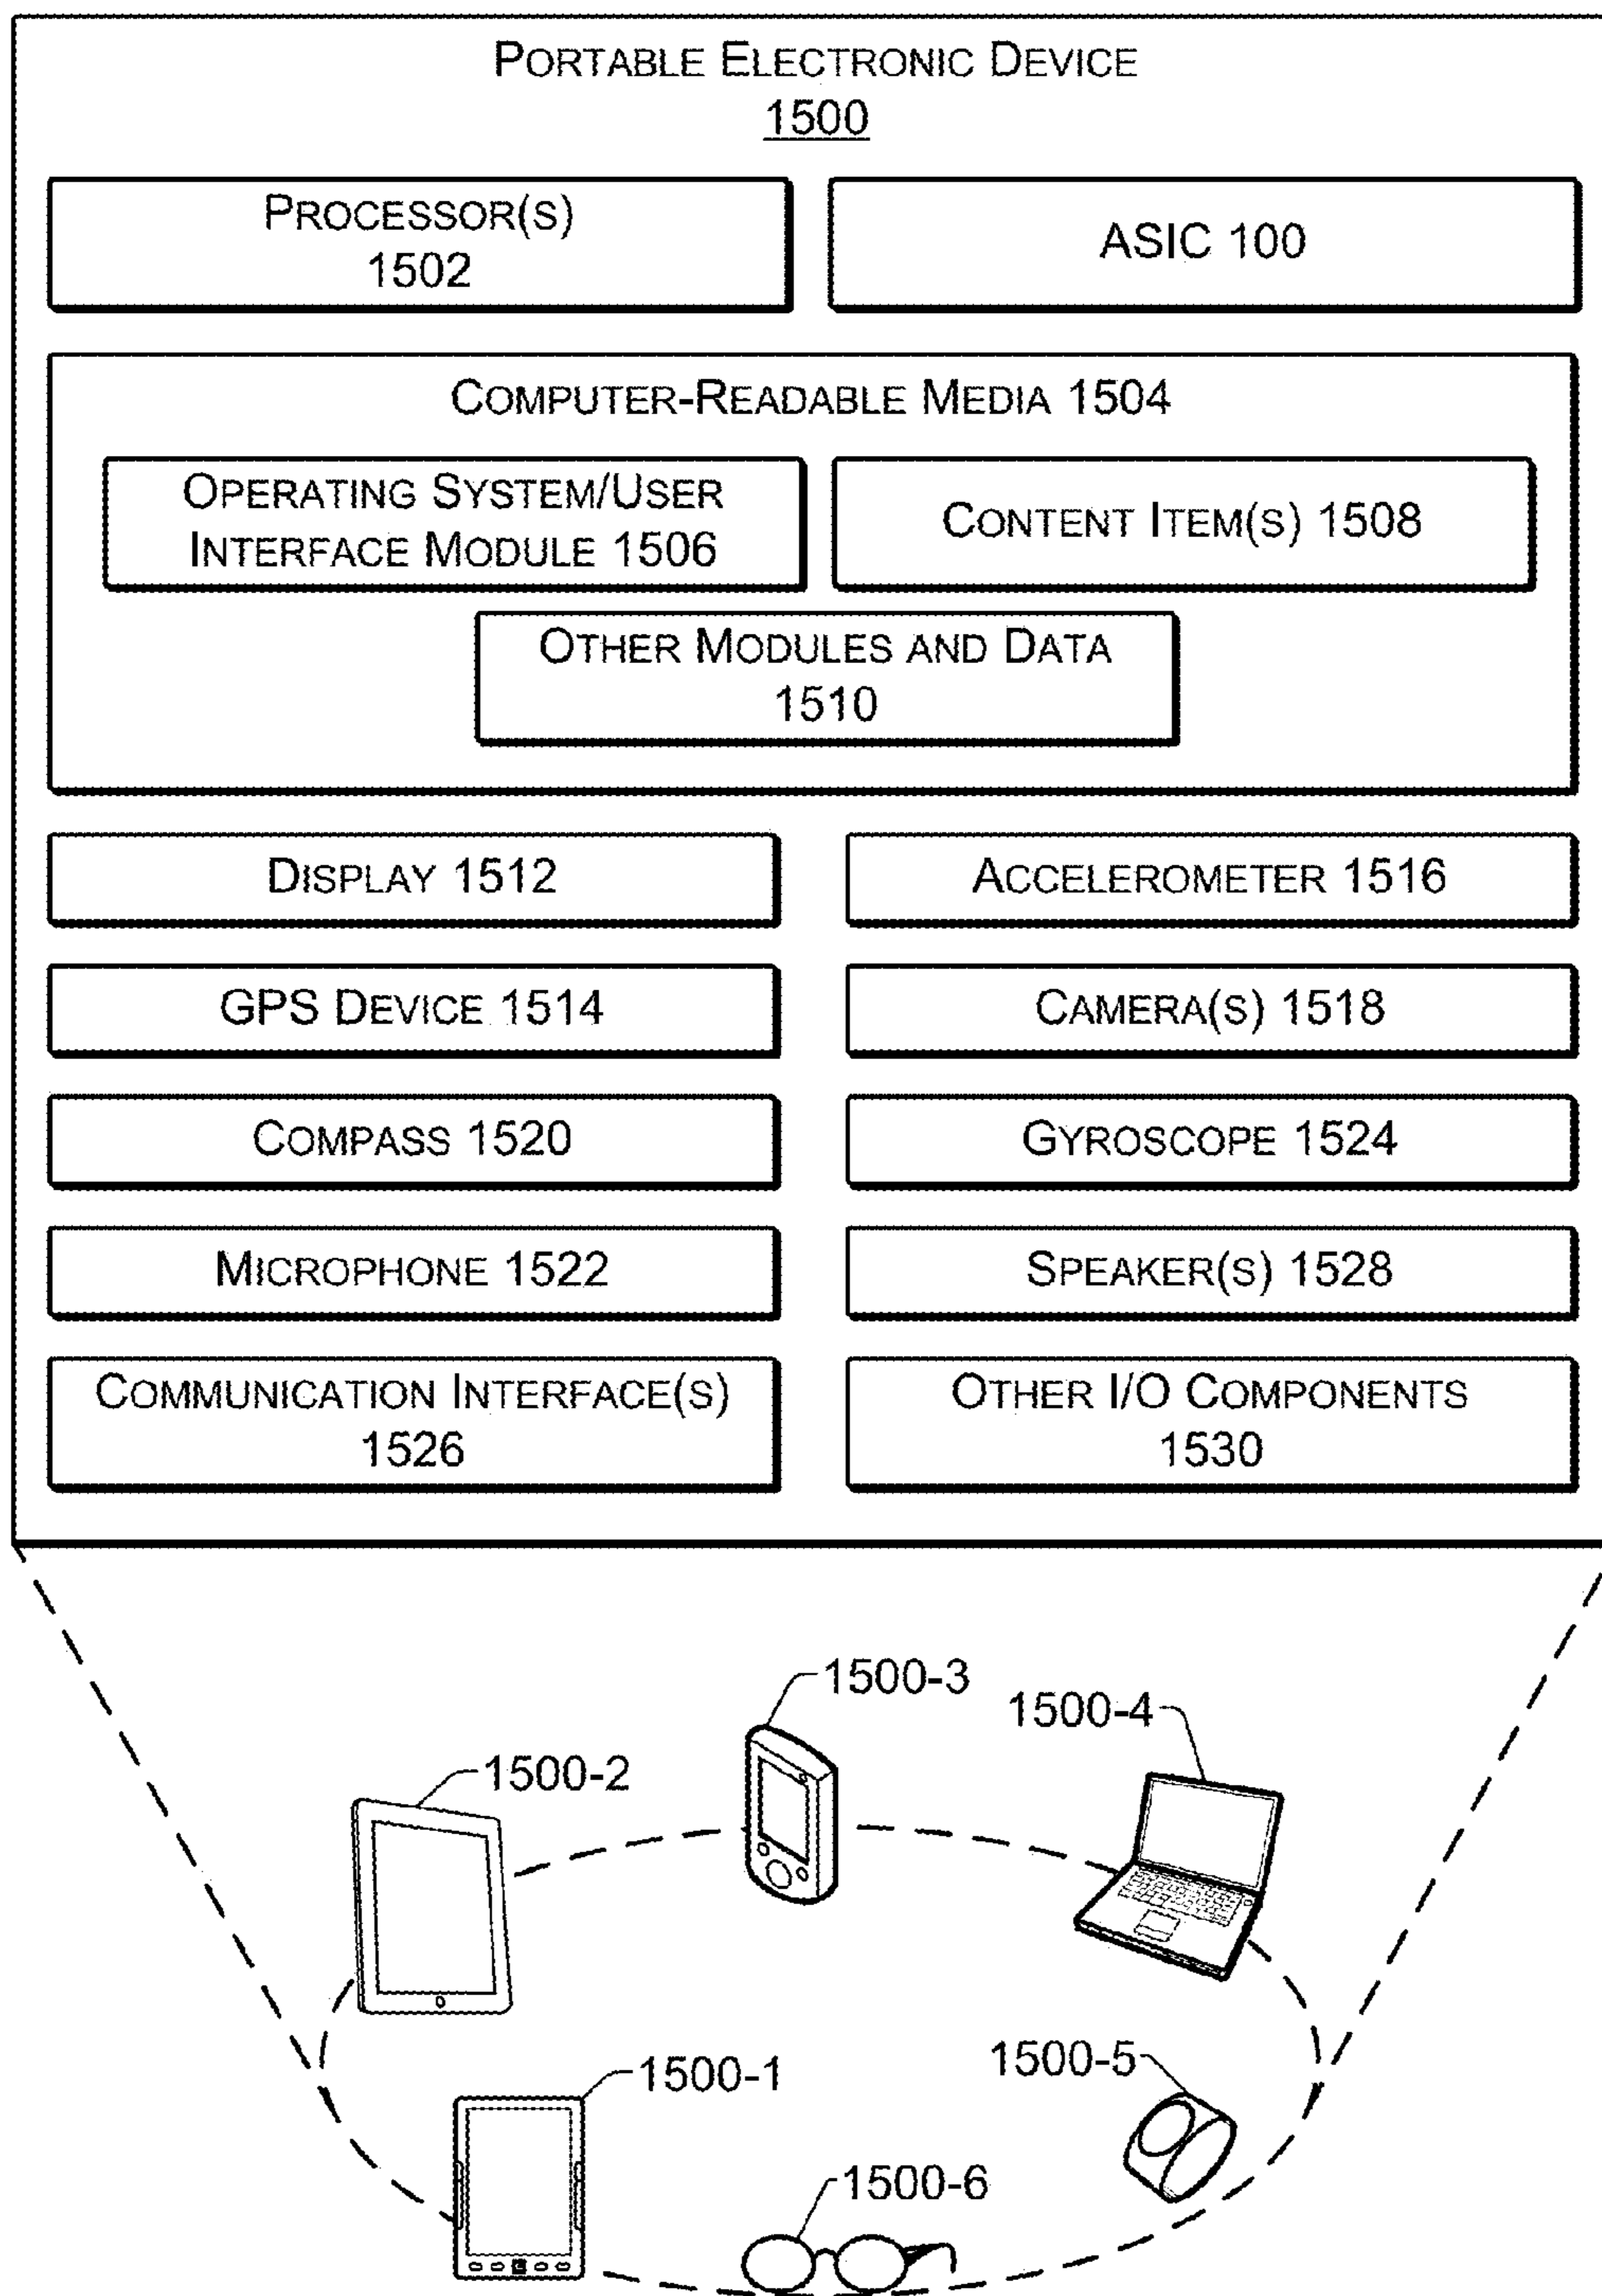 PORTABLE ELECTRONIC DEVICE
1500
PROCESSOR(S)
1502
ASIC 100
COMPUTER-READABLE MEDIA 1504
OPERATING SYSTEM/USER
INTERFACE MODULE 1506
CONTENT ITEM(S) 1508
OTHER MODULES AND DATA
1510
DISPLAY 1512
ACCELEROMETER 1516
GPS DEVICE 1514
CAMERA(S) 1518
COMPASS 1520
GYROSCOPE 1524
MICROPHONE 1522
SPEAKER(S) 1528
COMMUNICATION INTERFACE(S)
1526
OTHER I/O COMPONENTS
1530
1500-3
1500-4
1500-2
1500-5
1500-1
1500-6